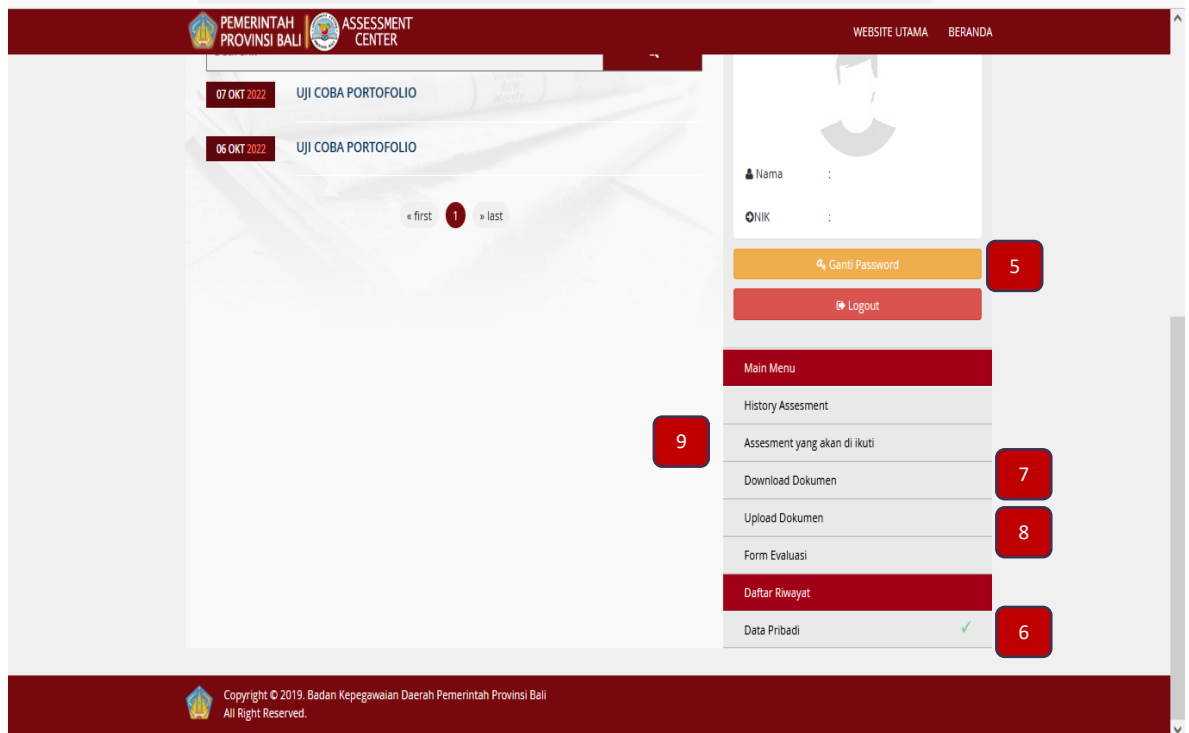 PEMERINTAH
PROVINSI BALI
ASSESSMENT
CENTER
WEBSITE UTAMA
BERANDA
07 OKT 2022
UJI COBA PORTOFOLIO
06 OKT 2022
UJI COBA PORTOFOLIO
« first
1
» last
Nama :
NIK :
Ganti Password
5
Logout
Main Menu
History Assesment
9
Assesment yang akan di ikuti
Download Dokumen
7
Upload Dokumen
8
Form Evaluasi
Daftar Riwayat
Data Pribadi
6
Copyright © 2019. Badan Kepegawaian Daerah Pemerintah Provinsi Bali
All Right Reserved.